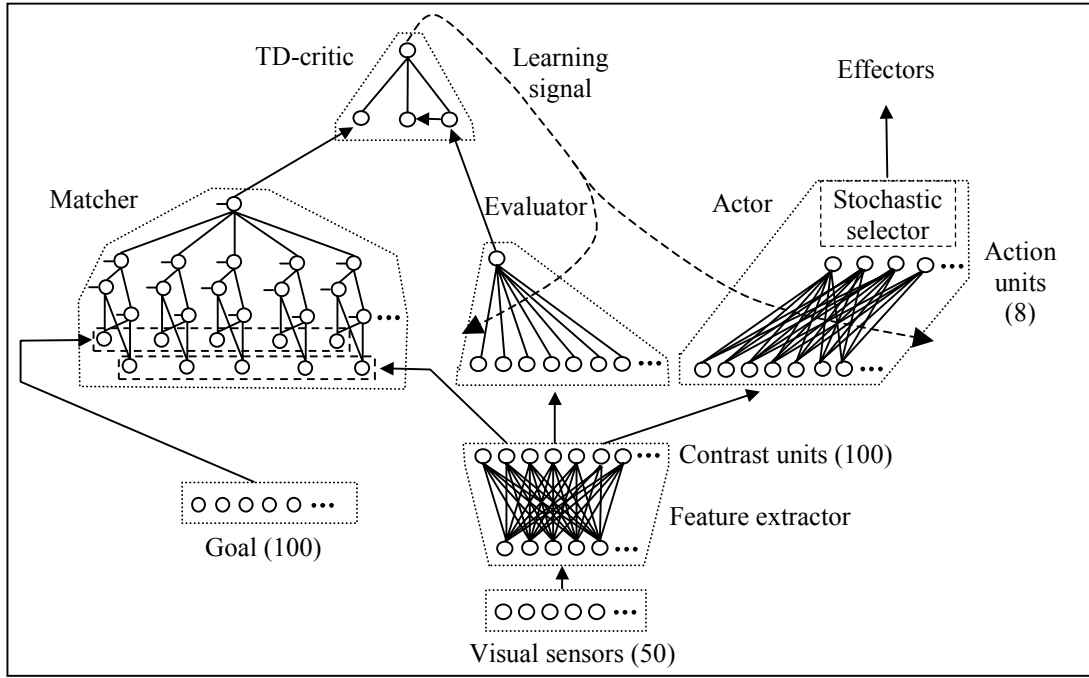 TD-critic
Learning
signal
Effectors
Matcher
Evaluator
Actor
Stochastic
selector
Action
units
(8)
Contrast units (100)
Feature extractor
Goal (100)
Visual sensors (50)